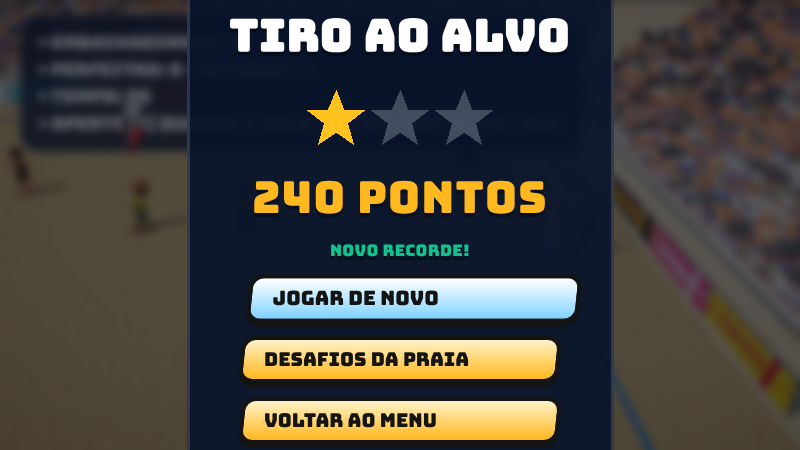 TIRO AO ALVO
240 PONTOS
NOVO RECORDE!
JOGAR DE NOVO
DESAFIOS DA PRAIA
VOLTAR AO MENU